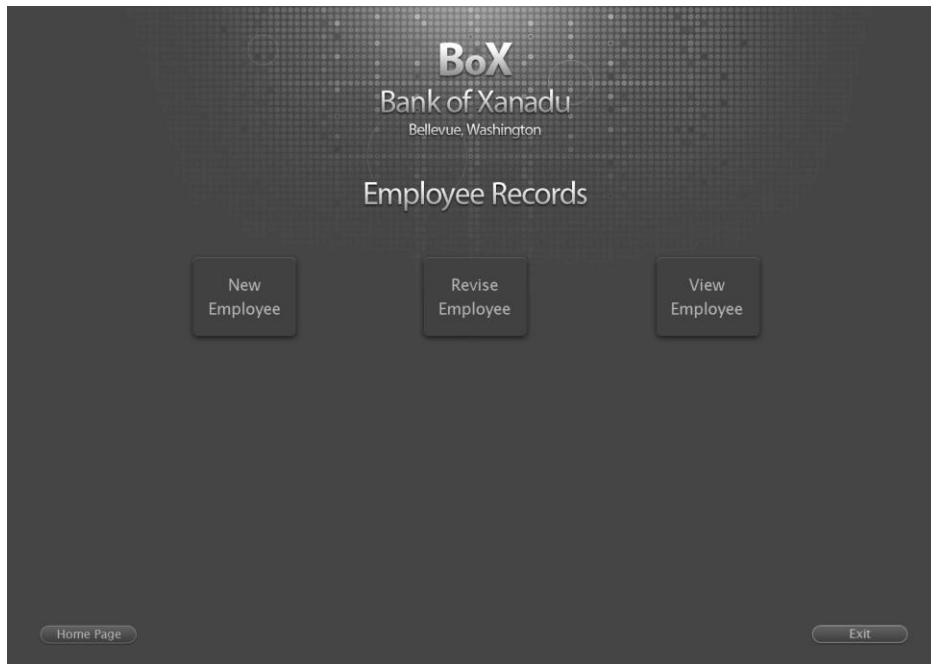 BoX
Bank of Xanadu
Bellevue, Washington
Employee Records
New
Employee
Revise
Employee
View
Employee
Home Page
Exit